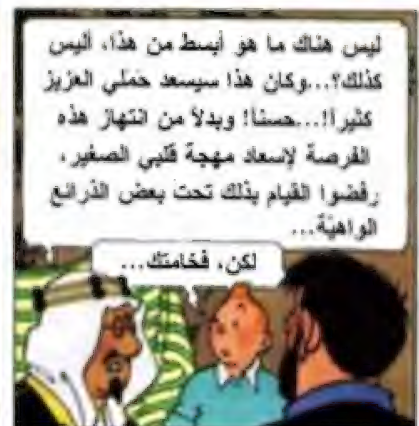 ليس هناك ما هو أبسط من هذا، أليس
كذلك؟...وكان هذا سيسعد حملي العزيز
كثيراً!...حسناً! وبدلاً من انتهاز هذه
الفرصة لإسعاد مهجة قلبي الصغير،
رفضوا القيام بذلك تحت بعض الذرائع
الواهيّة...
لكن، فخامتك...